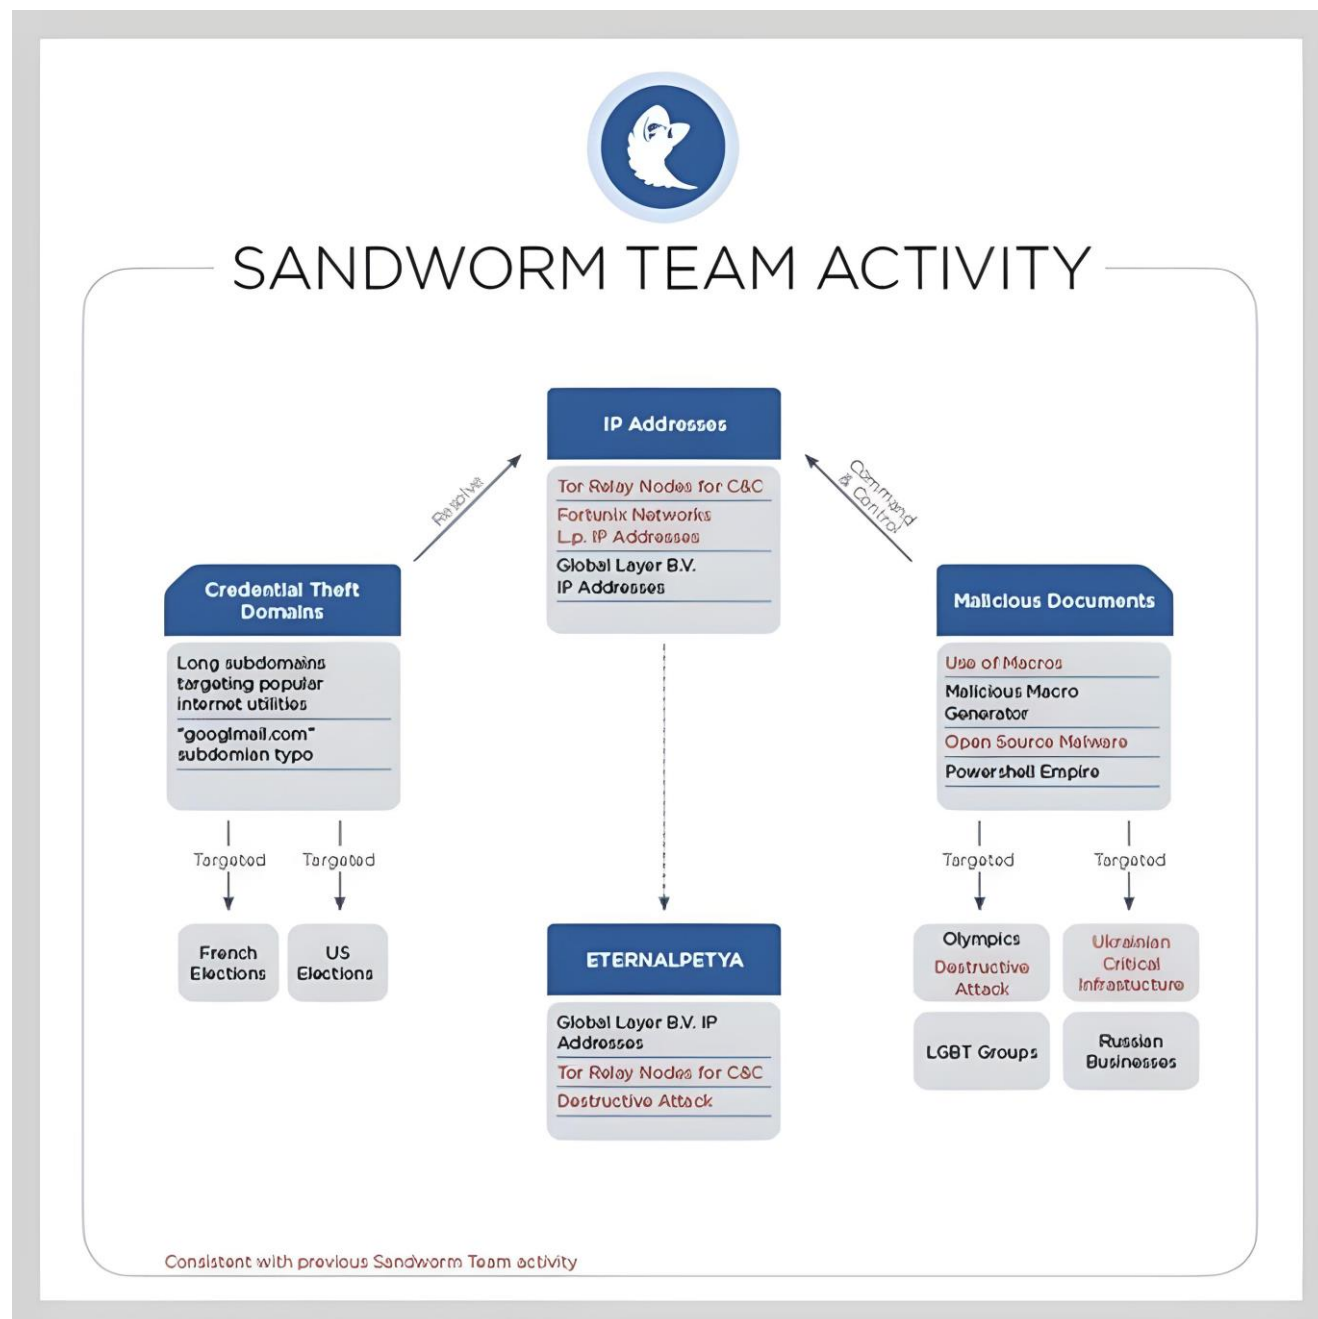 SANDWORM TEAM ACTIVITY
IP Addresses
Tor Relay Nodes for C&C
Fortunix Networks
L.p. IP Addresses
Global Layer B.V.
IP Addresses
Resolve
Command
& Control
Credential Theft
Domains
Long subdomains
targeting popular
internet utilities
"googlmail.com"
subdomian typo
Malicious Documents
Use of Macros
Malicious Macro
Generator
Open Source Malware
Powershell Empire
Targeted
Targeted
French
Elections
US
Elections
ETERNALPETYA
Global Layer B.V. IP
Addresses
Tor Relay Nodes for C&C
Destructive Attack
Targeted
Targeted
Olympics
Destructive
Attack
Ukrainian
Critical
Infrastucture
LGBT Groups
Russian
Businesses
Consistent with previous Sandworm Team activity